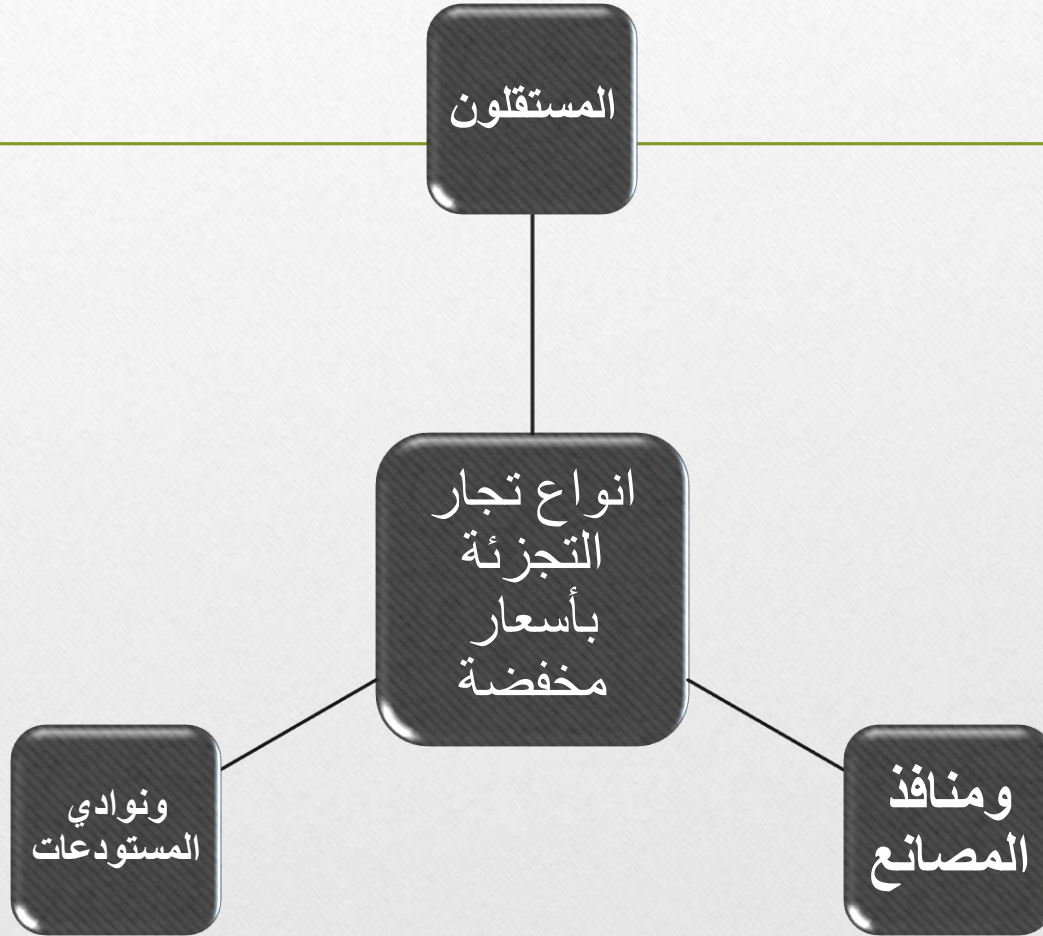 المستقلون
انواع تجار
التجزئة
بأسعار
مخفضة
ومنافذ
المصانع
ونوادي
المستودعات